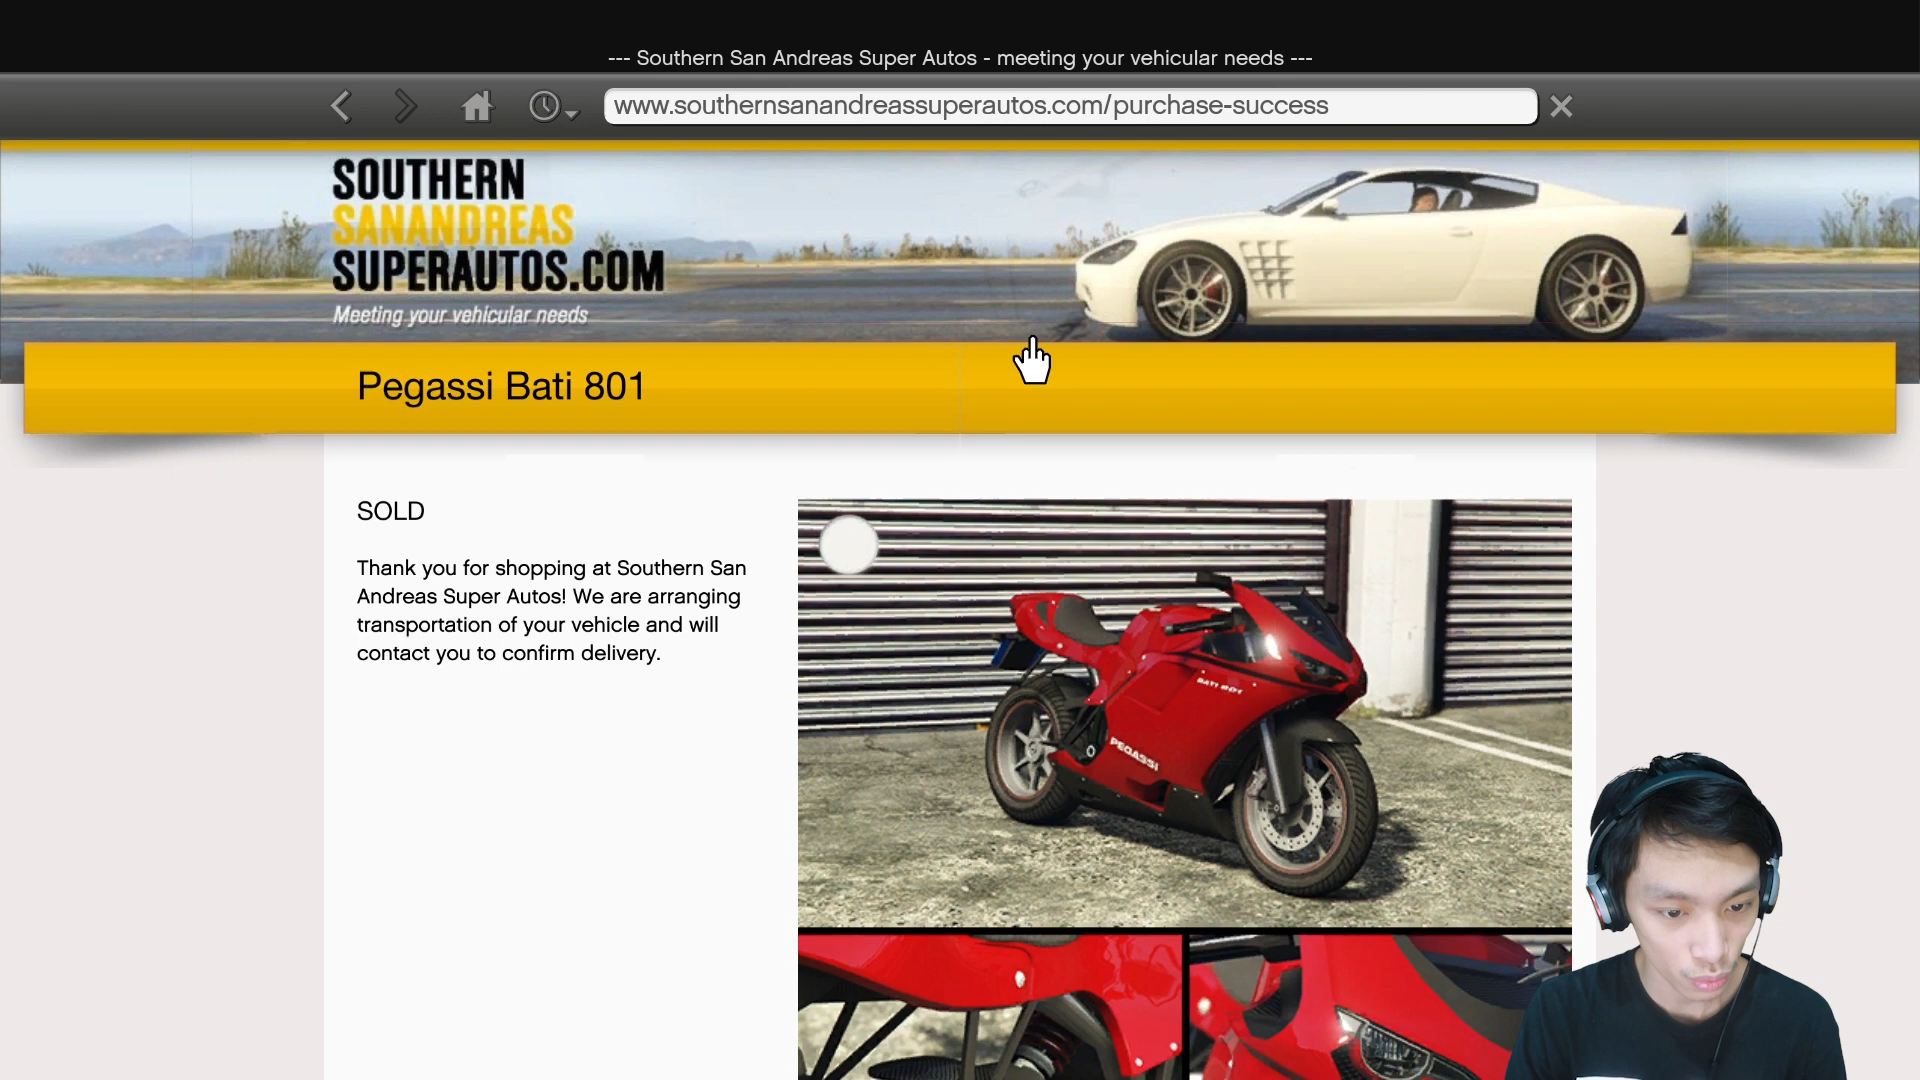 --- Southern San Andreas Super Autos - meeting your vehicular needs ---
www.southernsanandreassuperautos.com/purchase-success
SOUTHERN
SANANDREAS
SUPERAUTOS.COM
Meeting your vehicular needs
Pegassi Bati 801
SOLD
Thank you for shopping at Southern San
Andreas Super Autos! We are arranging
transportation of your vehicle and will
contact you to confirm delivery.
BATI 801
PEGASSI